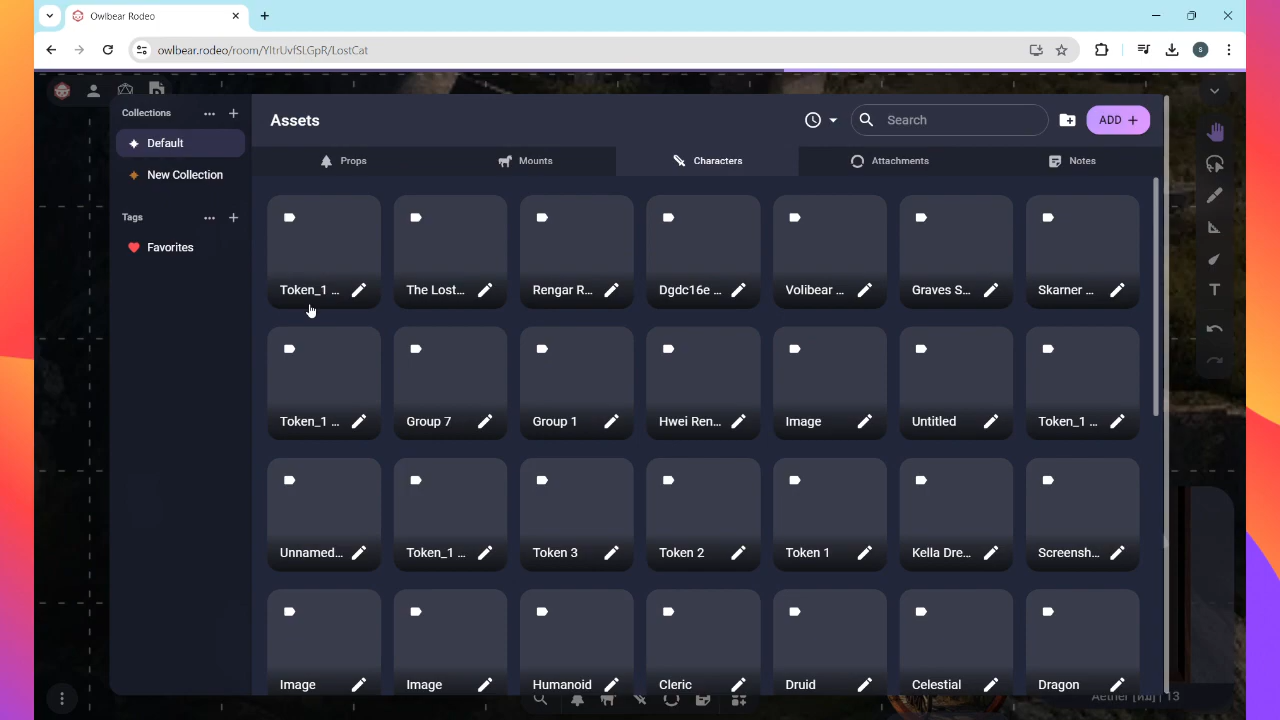 Owlbear Rodeo
owlbear.rodeo/room/YItrUvfSLGpR/LostCat
S
Collections
Default
New Collection
Tags
Favorites
Assets
Search
ADD +
Props
Mounts
Characters
Attachments
Notes
Token_1 ...
The Lost...
Rengar R...
Dgdc16e ...
Volibear ...
Graves S...
Skarner ...
Token_1 ...
Group 7
Group 1
Hwei Ren...
Image
Untitled
Token_1 ...
Unnamed...
Token_1 ...
Token 3
Token 2
Token 1
Kella Dre...
Screensh...
Image
Image
Humanoid
Cleric
Druid
Celestial
Dragon